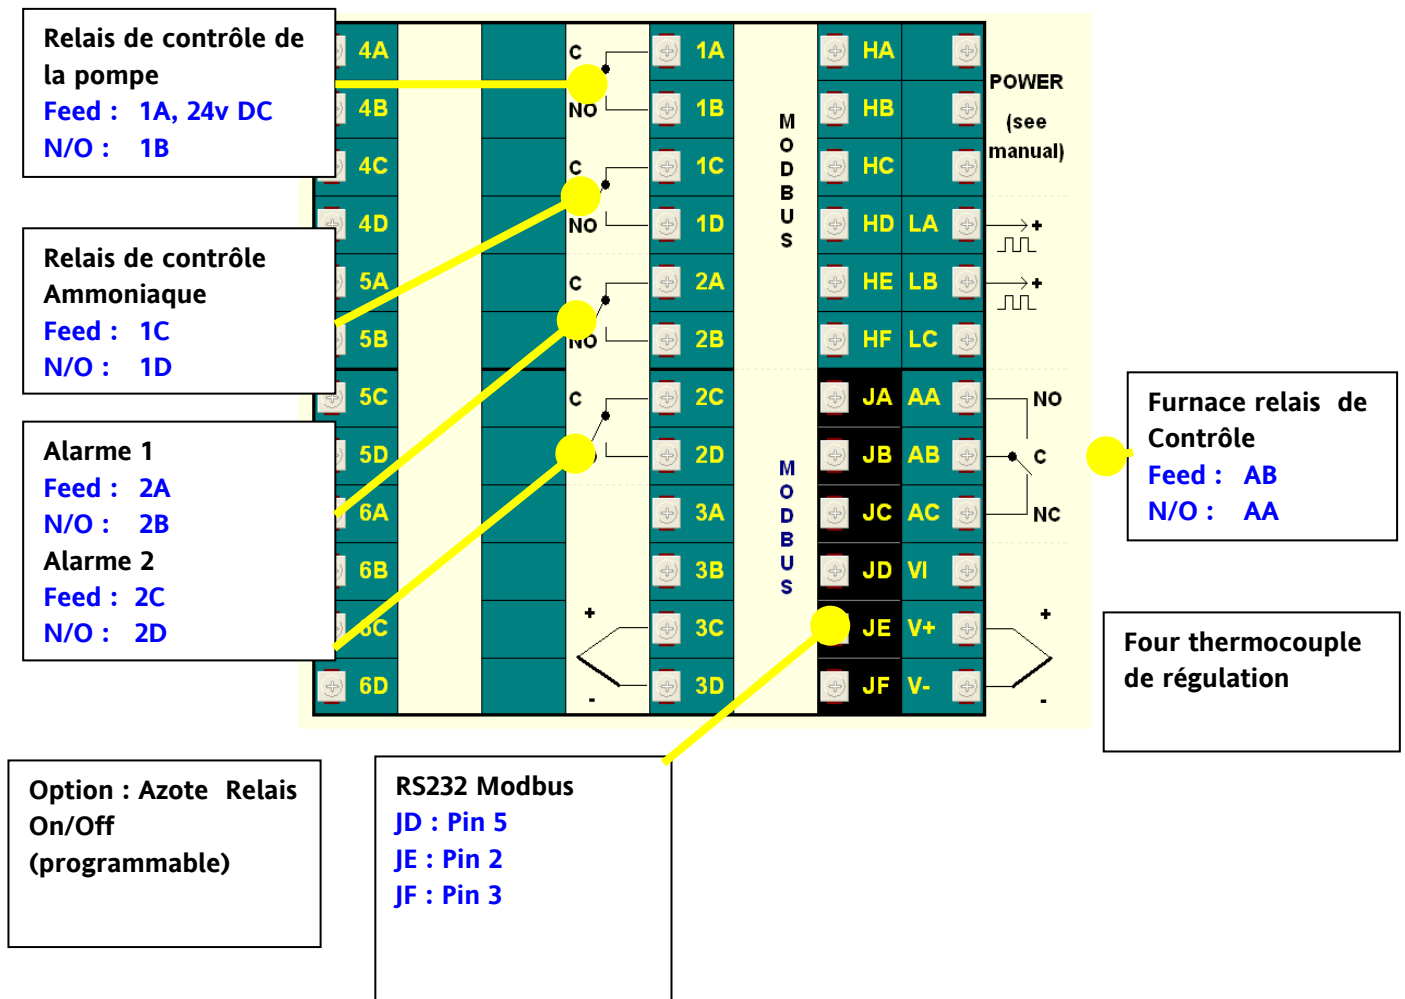 Relais de contrôle de
la pompe
Feed : 1A, 24v DC
N/O : 1B
Relais de contrôle
Ammoniaque
Feed : 1C
N/O : 1D
Alarme 1
Feed : 2A
N/O : 2B
Alarme 2
Feed : 2C
N/O : 2D
4A
4B
4C
4D
5A
5B
5C
5D
6A
6B
6C
6D
C
NO
C
NO
C
NO
C
+
-
1A
1B
1C
1D
2A
2B
2C
2D
3A
3B
3C
3D
MODBUS
MODBUS
HA
HB
HC
HD LA
HE LB
HF LC
JA AA
JB AB
JC AC
JD VI
JE V+
JF V-
POWER
(see
manual)
+
+
NO
C
NC
+
-
Furnace relais de
Contrôle
Feed : AB
N/O : AA
Four thermocouple
de régulation
Option : Azote Relais
On/Off
(programmable)
RS232 Modbus
JD : Pin 5
JE : Pin 2
JF : Pin 3